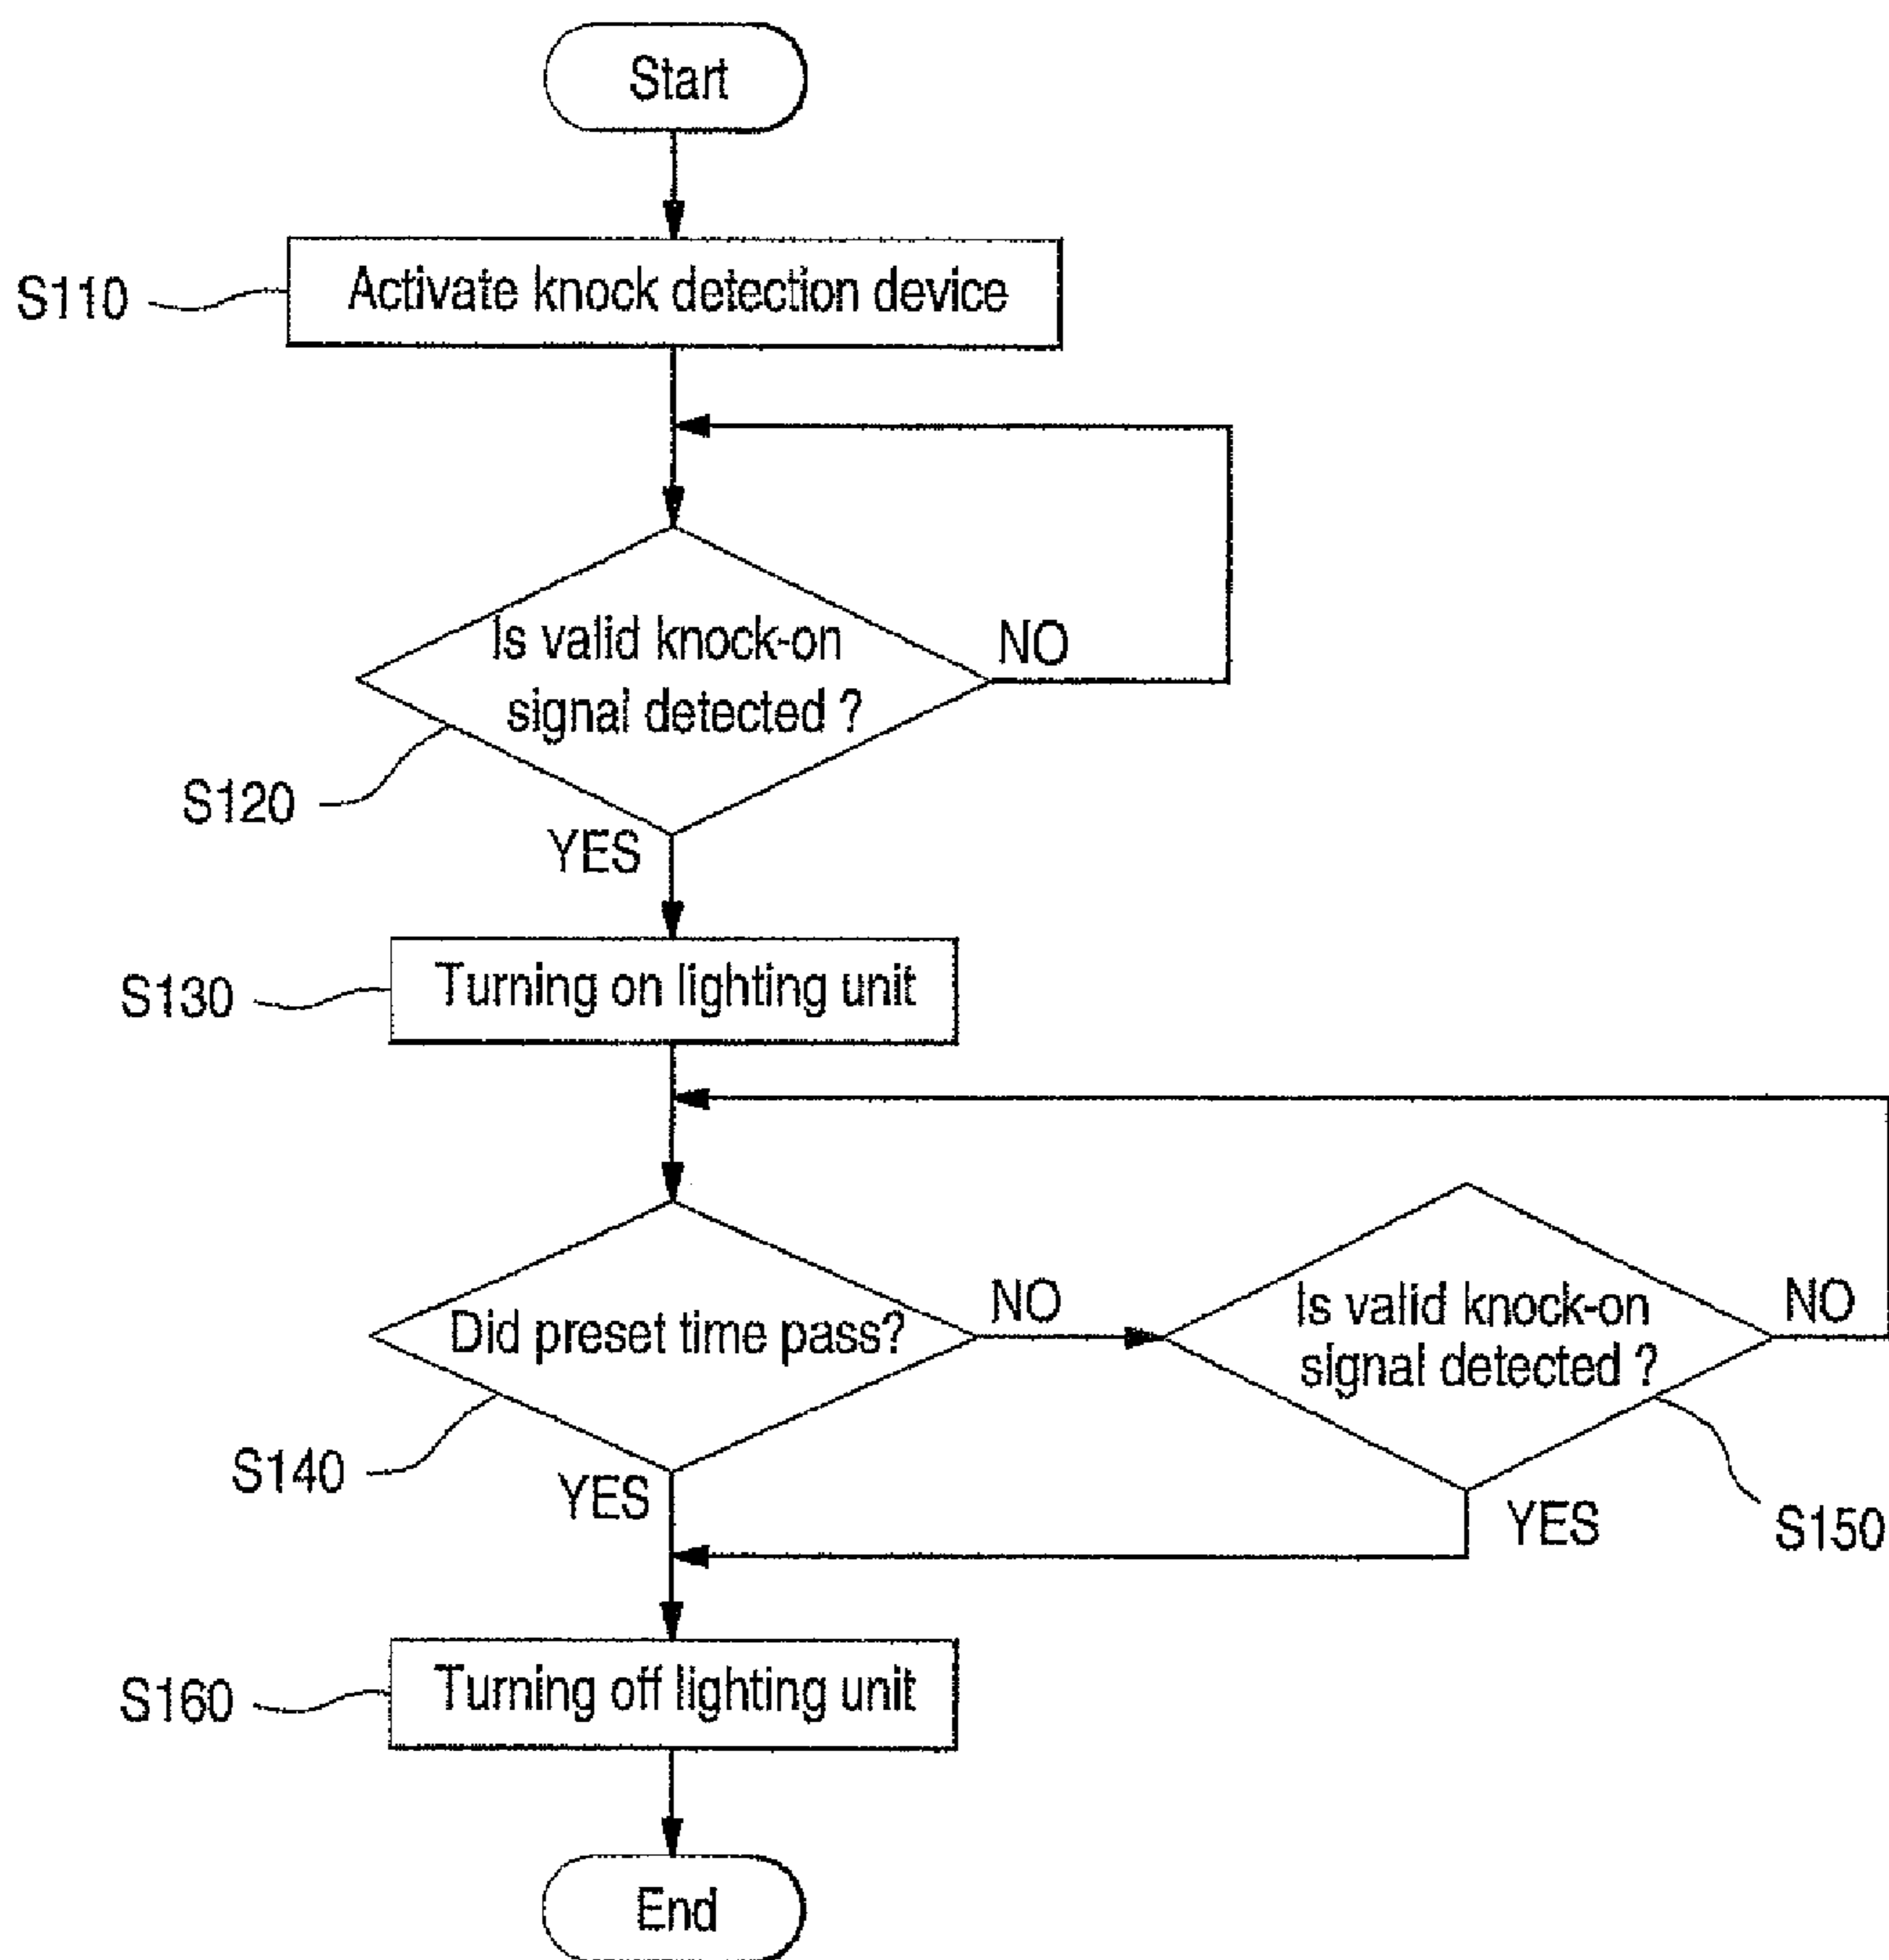 Start
S110
Activate knock detection device
Is valid knock-on
signal detected ?
NO
S120
YES
S130
Turning on lighting unit
Did preset time pass?
NO
Is valid knock-on
signal detected ?
NO
S140
YES
YES
S150
S160
Turning off lighting unit
End